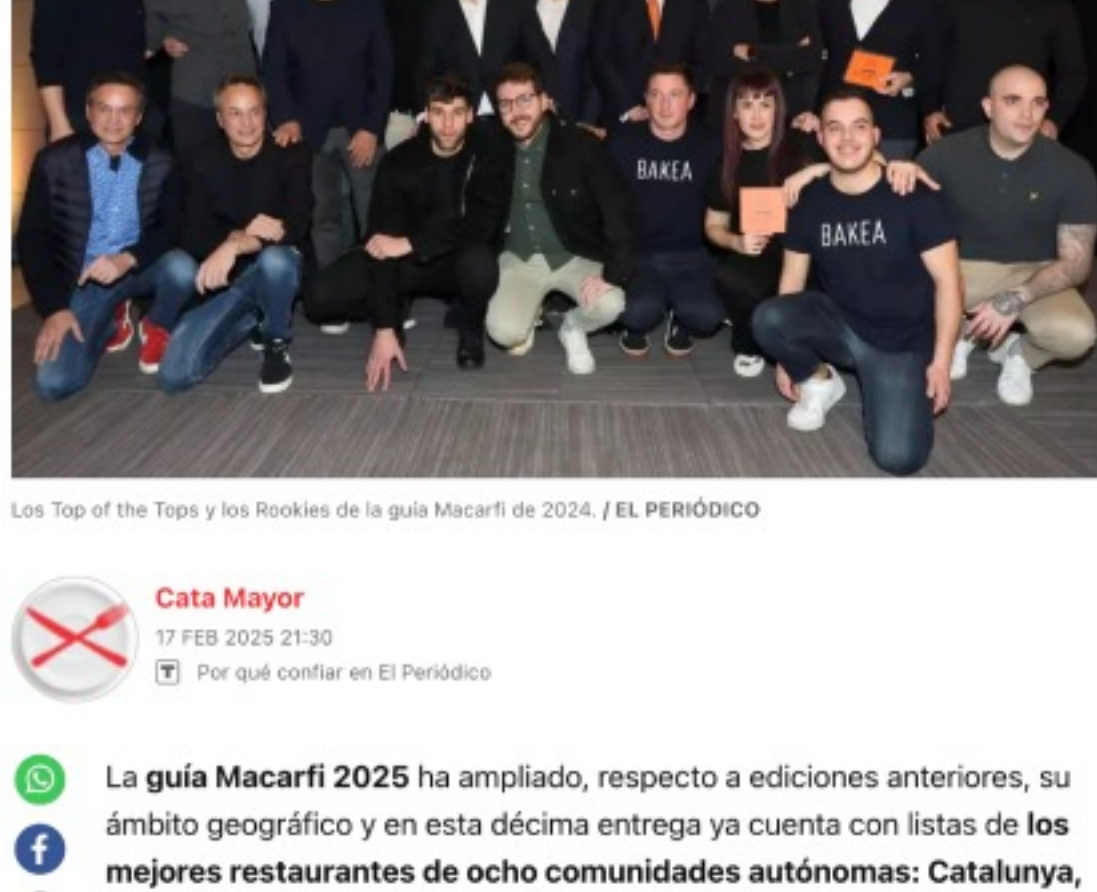 BAKEA
BAKEA
Los Top of the Tops y los Rookies de la guía Macarfi de 2024. / EL PERIÓDICO
Cata Mayor
17 FEB 2025 21:30
T Por qué confiar en El Periódico
La guía Macarfi 2025 ha ampliado, respecto a ediciones anteriores, su
ámbito geográfico y en esta décima entrega ya cuenta con listas de los
mejores restaurantes de ocho comunidades autónomas: Catalunya,